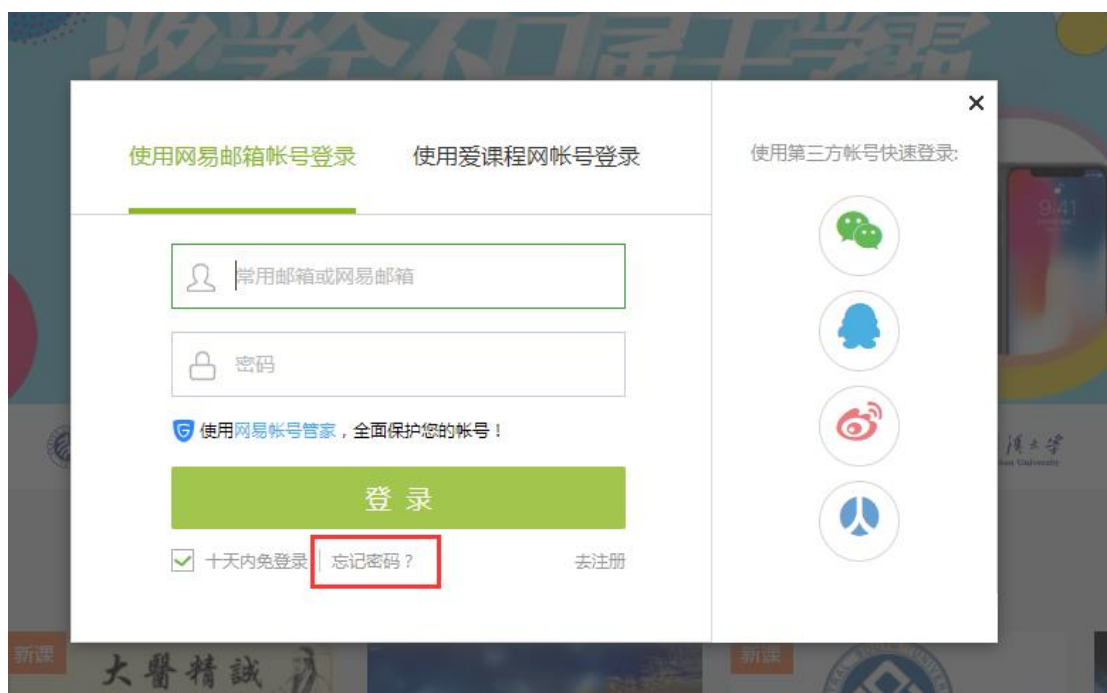 使用网易邮箱帐号登录
使用爱课程网帐号登录
使用第三方帐号快速登录:
常用邮箱或网易邮箱
密码
使用网易帐号管家，全面保护您的帐号！
登 录
十天内免登录
忘记密码？
去注册
9:41
新课
大醫精誠
新课